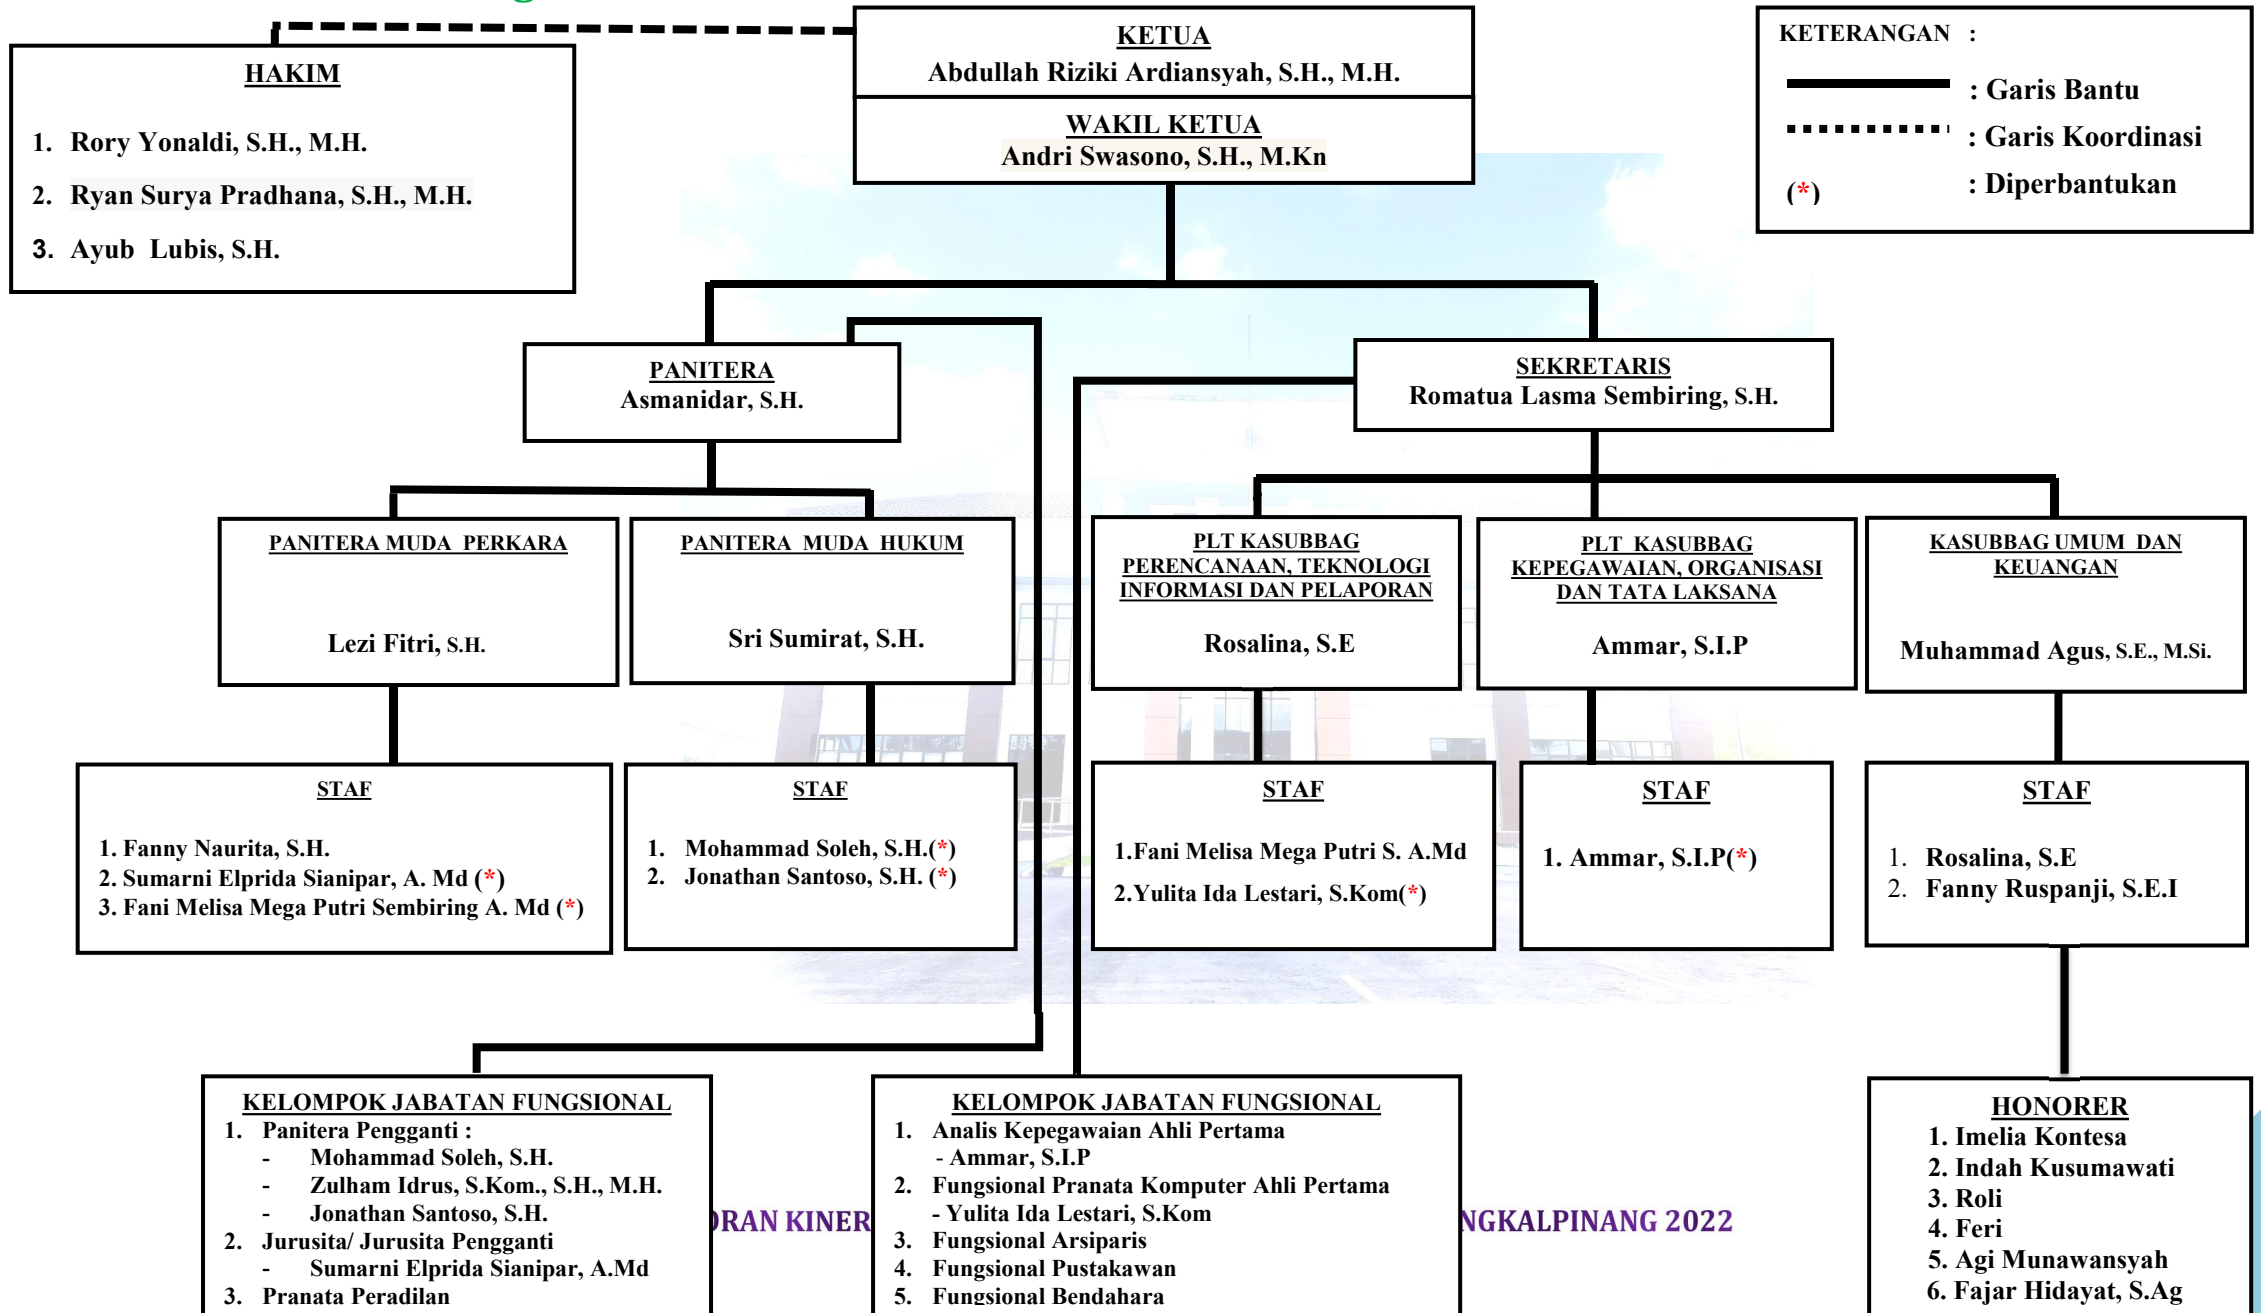 KETUA
Abdullah Riziki Ardiansyah, S.H., M.H.
WAKIL KETUA
Andri Swasono, S.H., M.Kn
KETERANGAN :
: Garis Bantu
: Garis Koordinasi
(*) : Diperbantukan
HAKIM
1. Rory Yonaldi, S.H., M.H.
2. Ryan Surya Pradhana, S.H., M.H.
3. Ayub Lubis, S.H.
PANITERA
Asmanidar, S.H.
SEKRETARIS
Romatua Lasma Sembiring, S.H.
PANITERA MUDA PERKARA
Lezi Fitri, S.H.
PANITERA MUDA HUKUM
Sri Sumirat, S.H.
PLT KASUBBAG
PERENCANAAN, TEKNOLOGI
INFORMASI DAN PELAPORAN
Rosalina, S.E
PLT KASUBBAG
KEPEGAWAIAN, ORGANISASI
DAN TATA LAKSANA
Ammar, S.I.P
KASUBBAG UMUM DAN
KEUANGAN
Muhammad Agus, S.E., M.Si.
STAF
1. Fanny Naurita, S.H.
2. Sumarni Elprida Sianipar, A. Md (*)
3. Fani Melisa Mega Putri Sembiring A. Md (*)
STAF
1. Mohammad Soleh, S.H.(*)
2. Jonathan Santoso, S.H. (*)
STAF
1.Fani Melisa Mega Putri S. A.Md
2.Yulita Ida Lestari, S.Kom(*)
STAF
1. Ammar, S.I.P(*)
STAF
1. Rosalina, S.E
2. Fanny Ruspanji, S.E.I
KELOMPOK JABATAN FUNGSIONAL
1. Panitera Pengganti :
- Mohammad Soleh, S.H.
- Zulham Idrus, S.Kom., S.H., M.H.
- Jonathan Santoso, S.H.
2. Jurusita/ Jurusita Pengganti
- Sumarni Elprida Sianipar, A.Md
3. Pranata Peradilan
KELOMPOK JABATAN FUNGSIONAL
1. Analis Kepegawaian Ahli Pertama
- Ammar, S.I.P
2. Fungsional Pranata Komputer Ahli Pertama
- Yulita Ida Lestari, S.Kom
3. Fungsional Arsiparis
4. Fungsional Pustakawan
5. Fungsional Bendahara
HONORER
1. Imelia Kontesa
2. Indah Kusumawati
3. Roli
4. Feri
5. Agi Munawansyah
6. Fajar Hidayat, S.Ag
ORAN KINER NGKALPINANG 2022